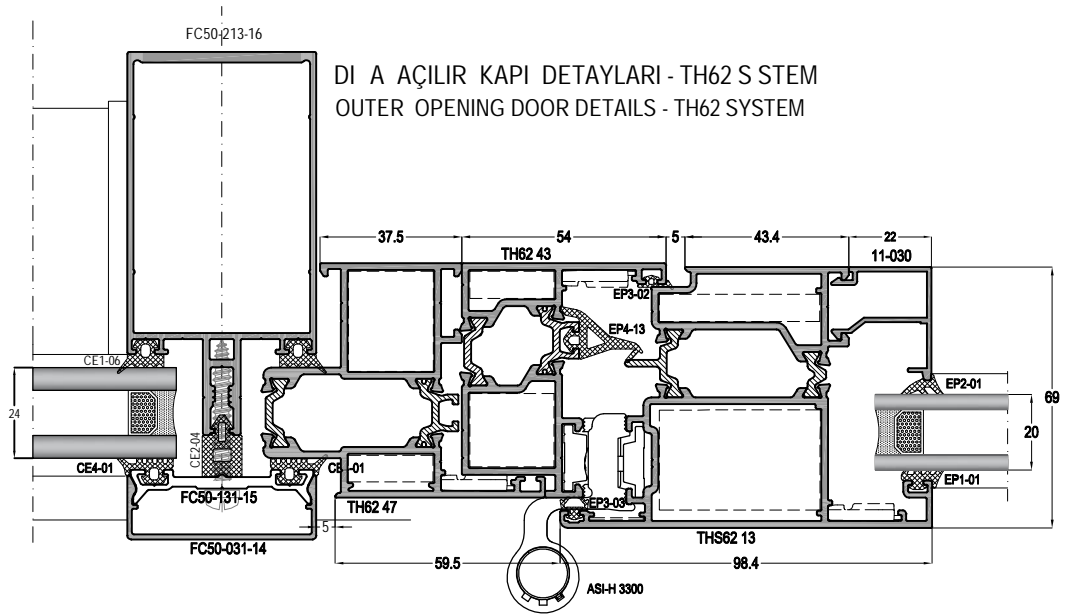 FC50-213-16
DI A AÇILIR KAPI DETAYLARI - TH62 S STEM
OUTER OPENING DOOR DETAILS - TH62 SYSTEM
37.5
54
5
43.4
22
TH62 43
11-030
EP3-02
EP4-13
CE1-06
24
CE2-04
CE4-01
FC50-131-15
TH62 47
EP3-03
EP2-01
69
20
EP1-01
5
FC50-031-14
THS62 13
59.5
98.4
ASI-H 3300